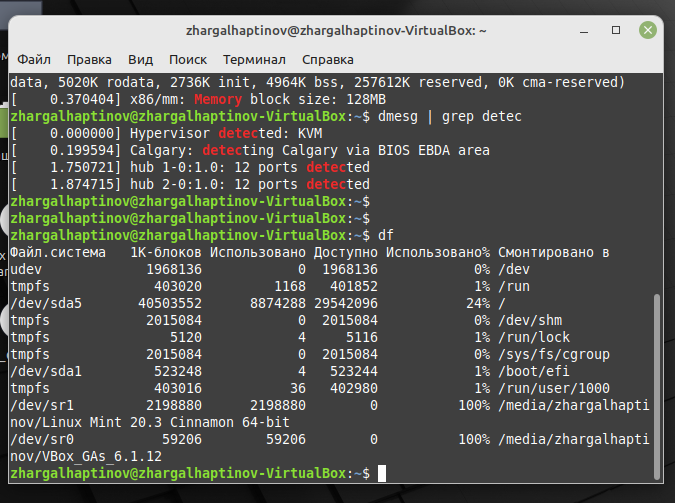 zhargalhaptinov@zhargalhaptinov-VirtualBox: ~
Файл Правка Вид Поиск Терминал Справка
data, 5020K rodata, 2736K init, 4964K bss, 257612K reserved, 0K cma-reserved)
[    0.370404] x86/mm: Memory block size: 128MB
zhargalhaptinov@zhargalhaptinov-VirtualBox:~$ dmesg | grep detec
[    0.000000] Hypervisor detected: KVM
[    0.199594] Calgary: detecting Calgary via BIOS EBDA area
[    1.750721] hub 1-0:1.0: 12 ports detected
[    1.874715] hub 2-0:1.0: 12 ports detected
zhargalhaptinov@zhargalhaptinov-VirtualBox:~$
zhargalhaptinov@zhargalhaptinov-VirtualBox:~$
zhargalhaptinov@zhargalhaptinov-VirtualBox:~$ df
Файл.система   1K-блоков Использовано Доступно Использовано% Смонтировано в
udev             1968136            0  1968136            0% /dev
tmpfs             403020         1168   401852            1% /run
/dev/sda5       40503552      8874288 29542096           24% /
tmpfs            2015084            0  2015084            0% /dev/shm
tmpfs               5120            4     5116            1% /run/lock
tmpfs            2015084            0  2015084            0% /sys/fs/cgroup
/dev/sda1         523248            4   523244            1% /boot/efi
tmpfs             403016           36   402980            1% /run/user/1000
/dev/sr1         2198880      2198880        0          100% /media/zhargalhapti
nov/Linux Mint 20.3 Cinnamon 64-bit
/dev/sr0           59206        59206        0          100% /media/zhargalhapti
nov/VBox_GAs_6.1.12
zhargalhaptinov@zhargalhaptinov-VirtualBox:~$